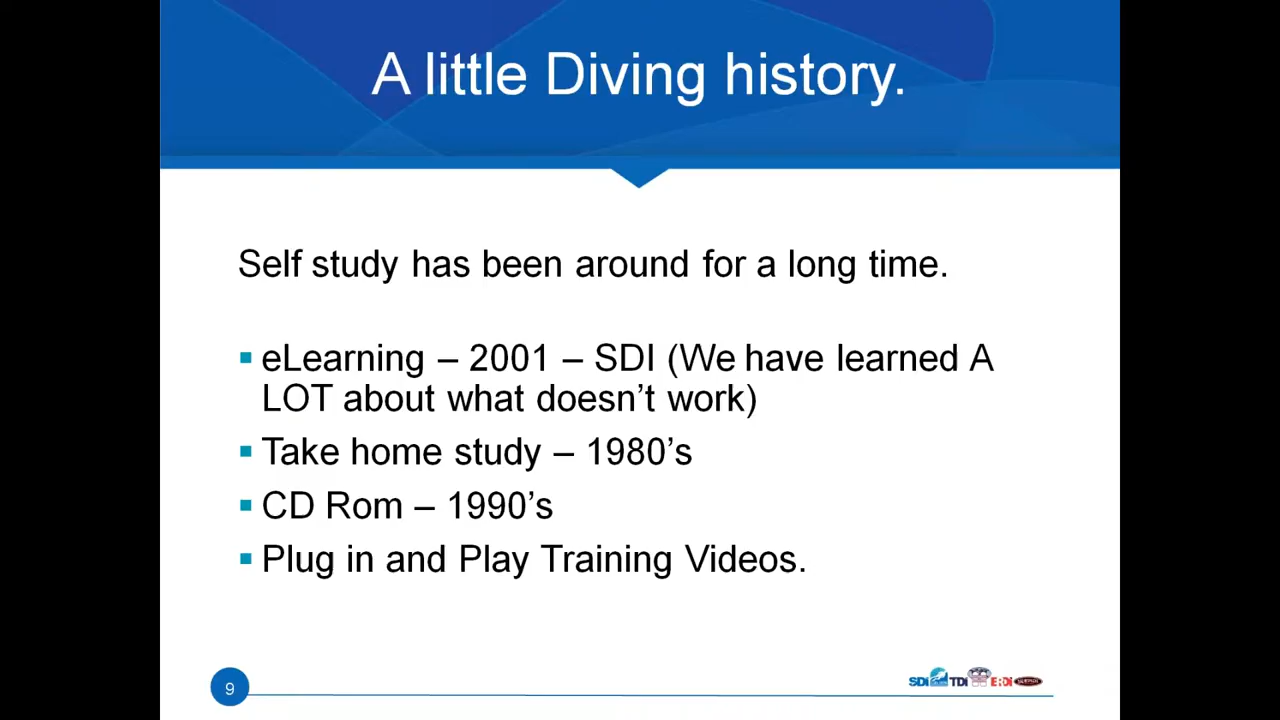 A little Diving history.
Self study has been around for a long time.
▪ eLearning – 2001 – SDI (We have learned A
LOT about what doesn’t work)
▪ Take home study – 1980’s
▪ CD Rom – 1990’s
▪ Plug in and Play Training Videos.
9
SDI TDI